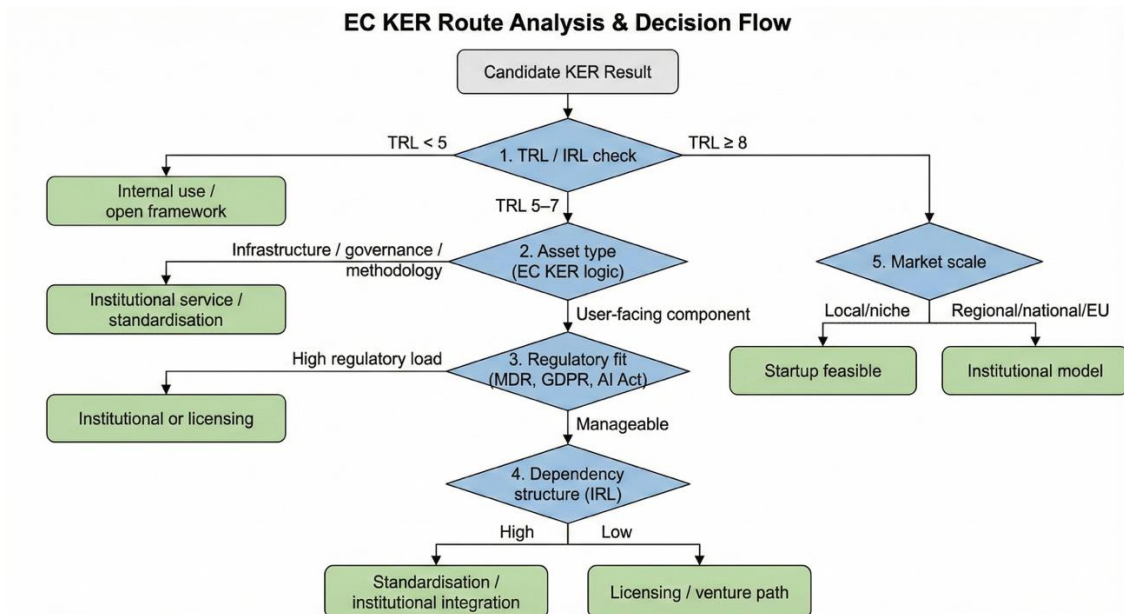 EC KER Route Analysis & Decision Flow
Candidate KER Result
TRL < 5
1. TRL / IRL check
TRL ≥ 8
Internal use /
open framework
TRL 5–7
Infrastructure / governance /
methodology
2. Asset type
(EC KER logic)
5. Market scale
Institutional service /
standardisation
User-facing component
Local/niche
Regional/national/EU
High regulatory load
3. Regulatory fit
(MDR, GDPR, AI Act)
Startup feasible
Institutional model
Institutional or licensing
Manageable
4. Dependency
structure (IRL)
High
Low
Standardisation /
institutional integration
Licensing / venture path